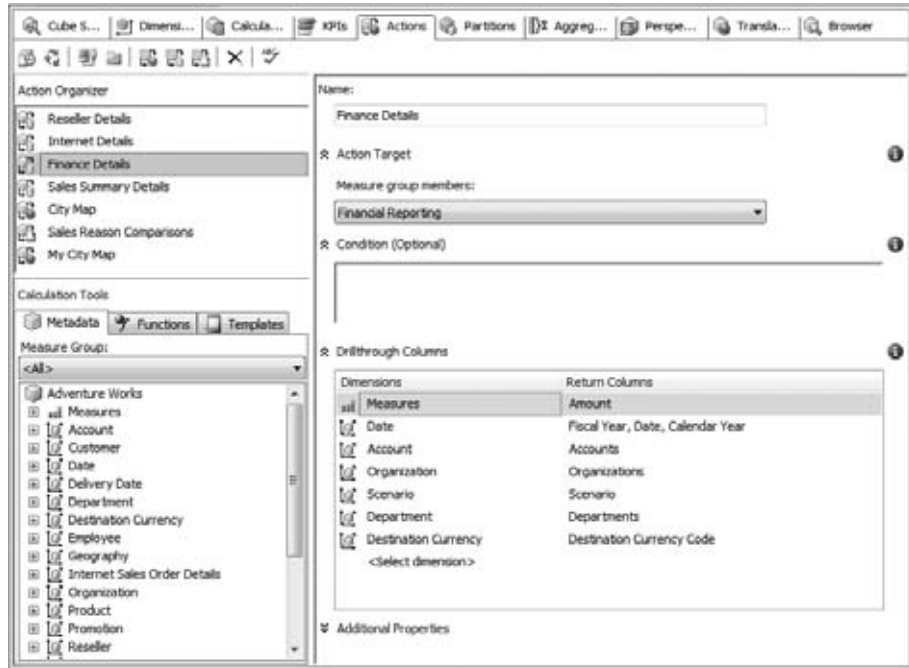 Cube S... Dimensi... Calcula... KPIs Actions Partitions Aggreg... Perspe... Transla... Browser
Action Organizer
Reseller Details
Internet Details
Finance Details
Sales Summary Details
City Map
Sales Reason Comparisons
My City Map
Calculation Tools
Metadata Functions Templates
Measure Group:
<All>
Adventure Works
Measures
Account
Customer
Date
Delivery Date
Department
Destination Currency
Employee
Geography
Internet Sales Order Details
Organization
Product
Promotion
Reseller
Name:
Finance Details
Action Target
Measure group members:
Financial Reporting
Condition (Optional)
Drillthrough Columns
Dimensions Return Columns
Measures Amount
Date Fiscal Year, Date, Calendar Year
Account Accounts
Organization Organizations
Scenario Scenario
Department Departments
Destination Currency Destination Currency Code
<Select dimension>
Additional Properties